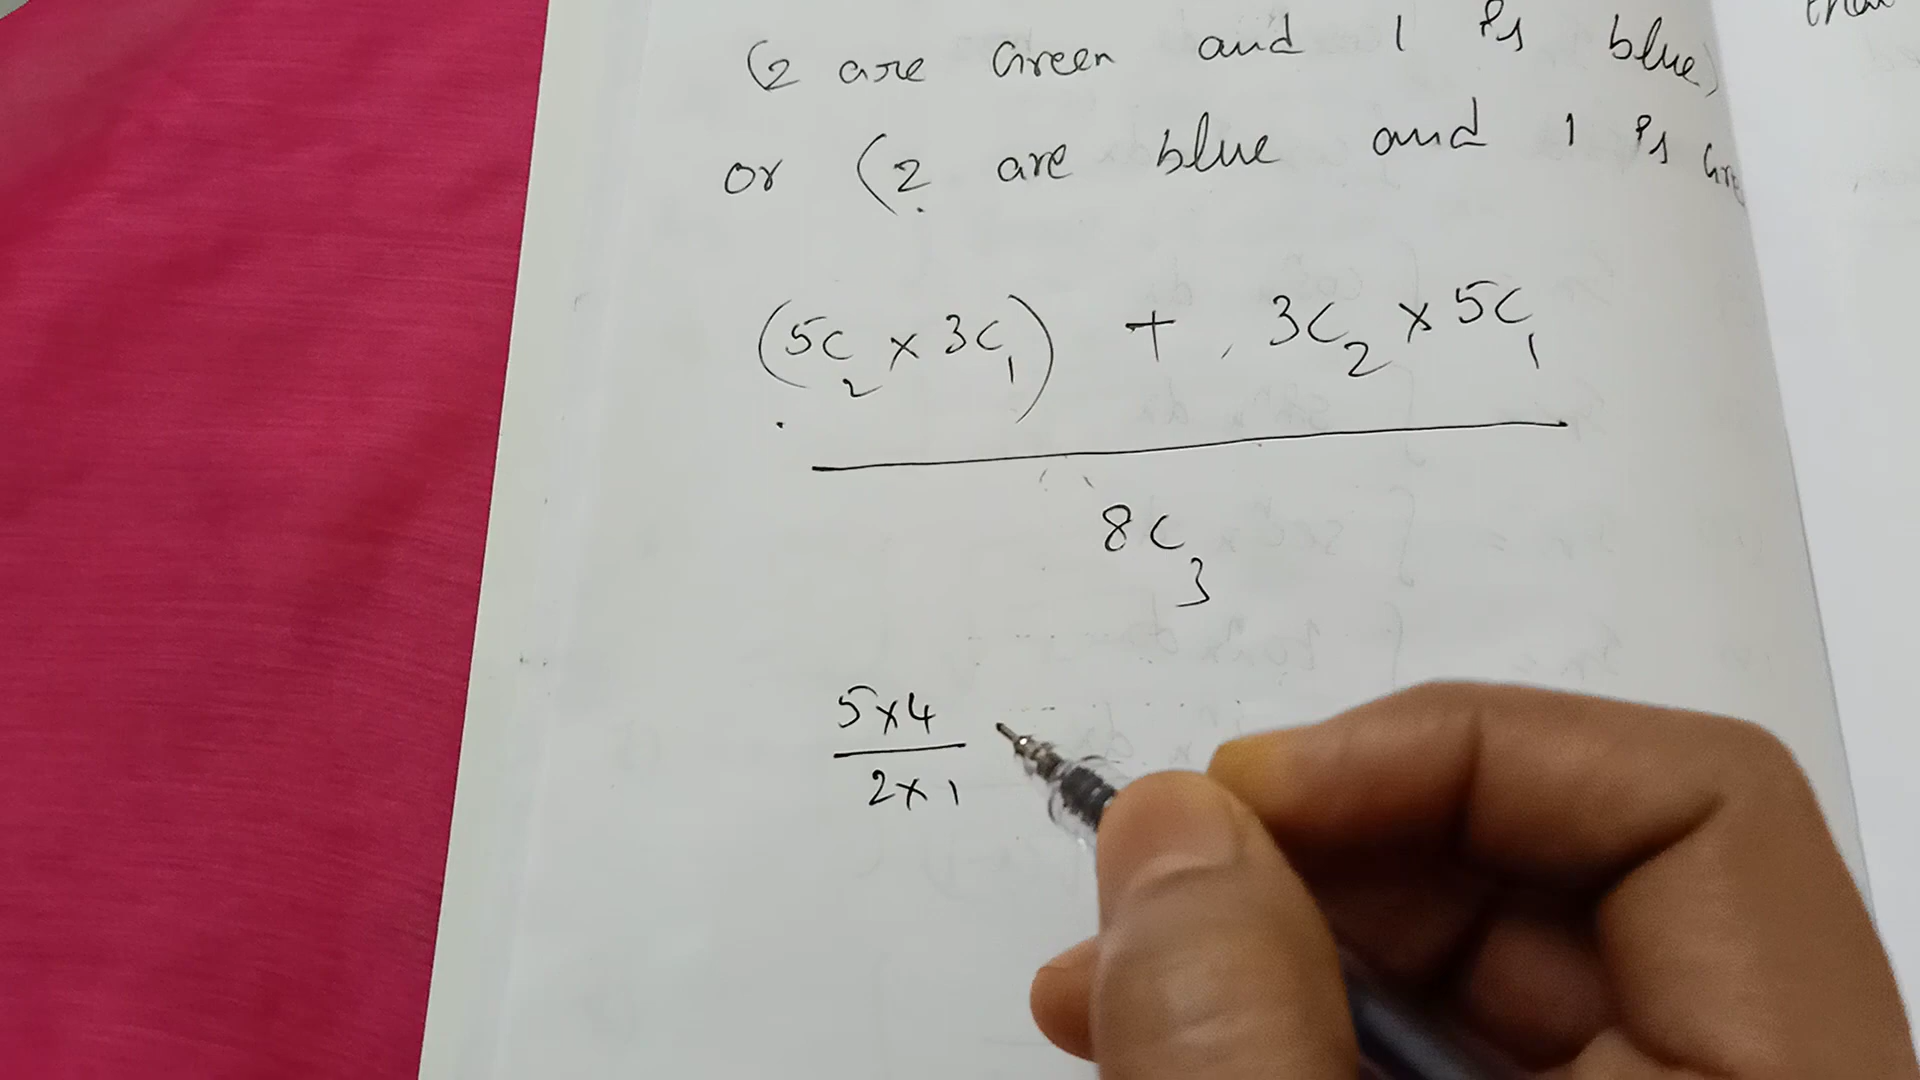 (2 are Green and 1 is blue)
or (2 are blue and 1 is Gre
(5C2 x 3C1) + 3C2 x 5C1
8C3
5x4
2x1